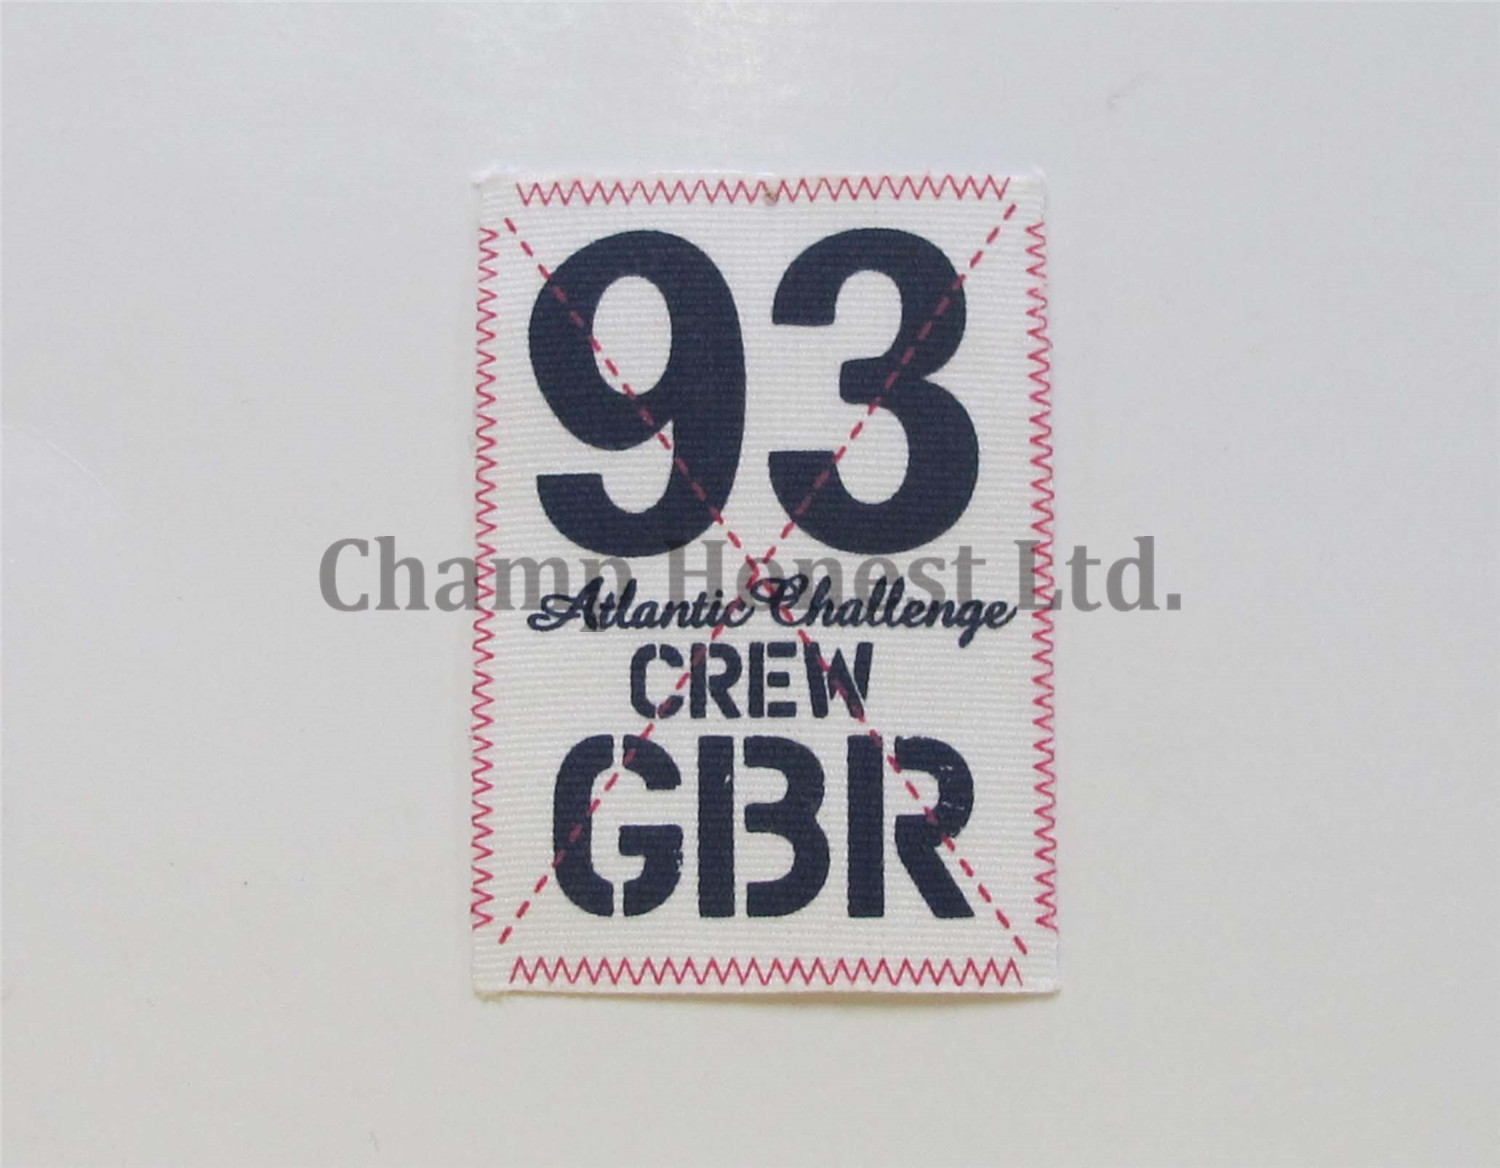 93
Champ Honest Ltd.
Atlantic Challenge
CREW
GBR